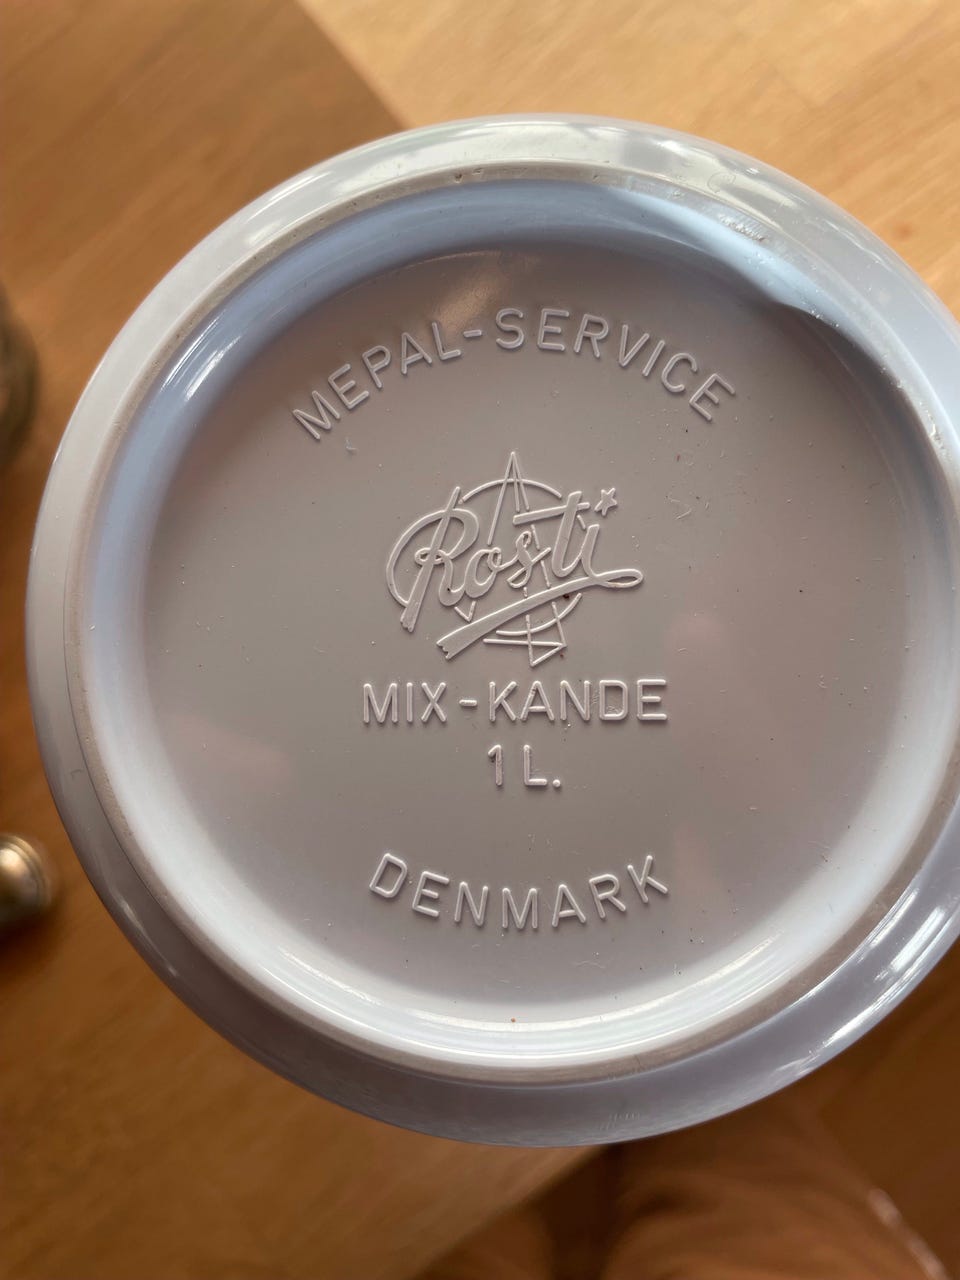 MEPAL-SERVICE
Rosti
MIX-KANDE
1 L.
DENMARK